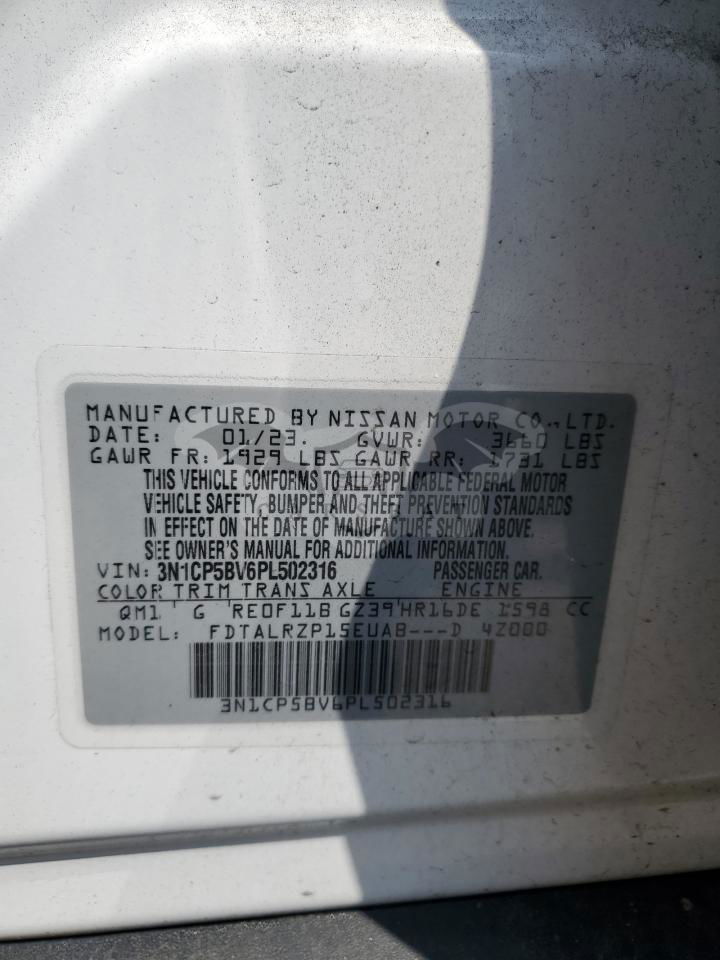 MANUFACTURED BY NISSAN MOTOR CO., LTD.
DATE: 01/23. GVWR: 3660 LBS
GAWR FR: 1929 LBS GAWR RR: 1731 LBS
THIS VEHICLE CONFORMS TO ALL APPLICABLE FEDERAL MOTOR
VEHICLE SAFETY, BUMPER AND THEFT PREVENTION STANDARDS
IN EFFECT ON THE DATE OF MANUFACTURE SHOWN ABOVE.
SEE OWNER'S MANUAL FOR ADDITIONAL INFORMATION
VIN: 3N1CP5BV6PL502316 PASSENGER CAR.
COLOR TRIM TRANS AXLE ENGINE
QM1 G RE0F11B GZ39 HR16DE 1598 CC
MODEL: FDTALRZP15EUAB---D 4Z000
3N1CP5BV6PL502316